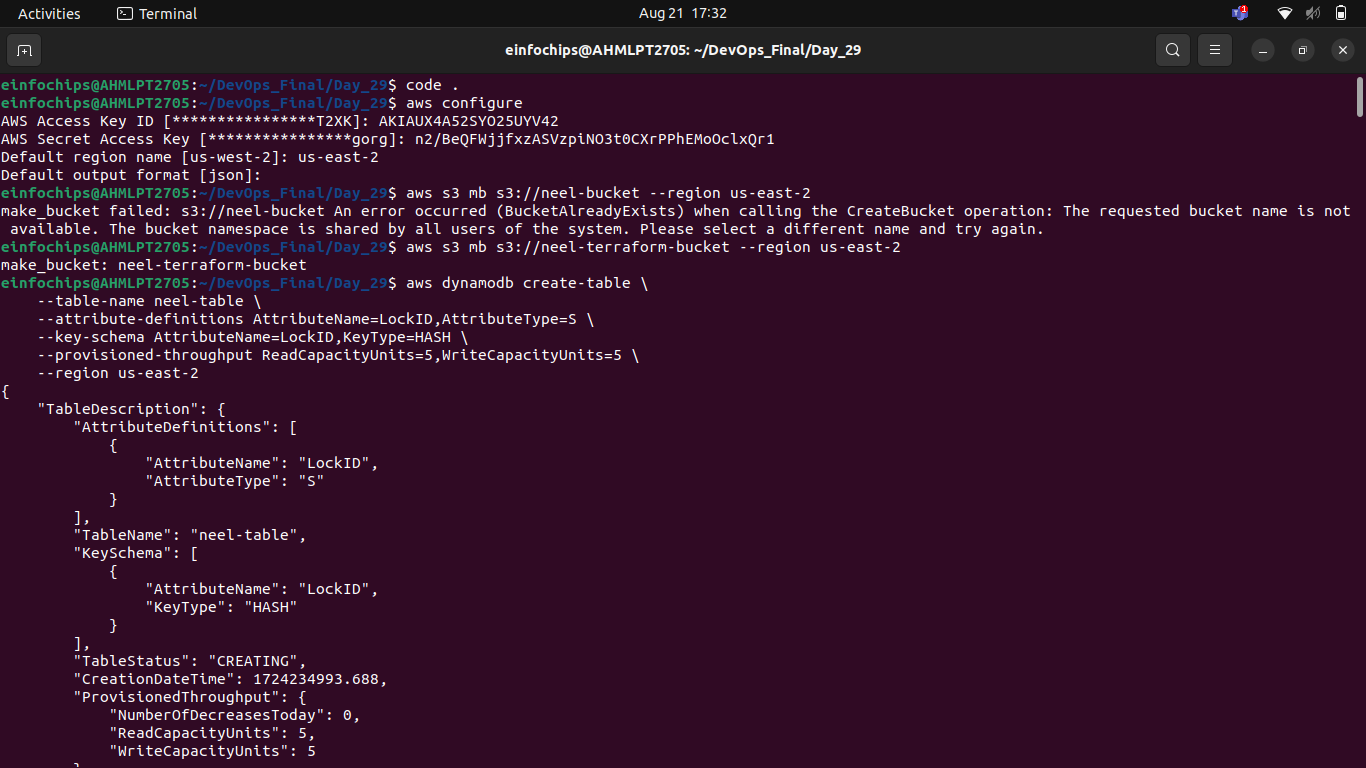 Activities Terminal Aug 21 17:32
einfochips@AHMLPT2705: ~/DevOps_Final/Day_29
einfochips@AHMLPT2705:~/DevOps_Final/Day_29$ code .
einfochips@AHMLPT2705:~/DevOps_Final/Day_29$ aws configure
AWS Access Key ID [****************T2XK]:
AWS Secret Access Key [****************gorg]:
Default region name [us-west-2]: us-east-2
Default output format [json]:
einfochips@AHMLPT2705:~/DevOps_Final/Day_29$ aws s3 mb s3://neel-bucket --region us-east-2
make_bucket failed: s3://neel-bucket An error occurred (BucketAlreadyExists) when calling the CreateBucket operation: The requested bucket name is not
available. The bucket namespace is shared by all users of the system. Please select a different name and try again.
einfochips@AHMLPT2705:~/DevOps_Final/Day_29$ aws s3 mb s3://neel-terraform-bucket --region us-east-2
make_bucket: neel-terraform-bucket
einfochips@AHMLPT2705:~/DevOps_Final/Day_29$ aws dynamodb create-table \
    --table-name neel-table \
    --attribute-definitions AttributeName=LockID,AttributeType=S \
    --key-schema AttributeName=LockID,KeyType=HASH \
    --provisioned-throughput ReadCapacityUnits=5,WriteCapacityUnits=5 \
    --region us-east-2
{
    "TableDescription": {
        "AttributeDefinitions": [
            {
                "AttributeName": "LockID",
                "AttributeType": "S"
            }
        ],
        "TableName": "neel-table",
        "KeySchema": [
            {
                "AttributeName": "LockID",
                "KeyType": "HASH"
            }
        ],
        "TableStatus": "CREATING",
        "CreationDateTime": 1724234993.688,
        "ProvisionedThroughput": {
            "NumberOfDecreasesToday": 0,
            "ReadCapacityUnits": 5,
            "WriteCapacityUnits": 5